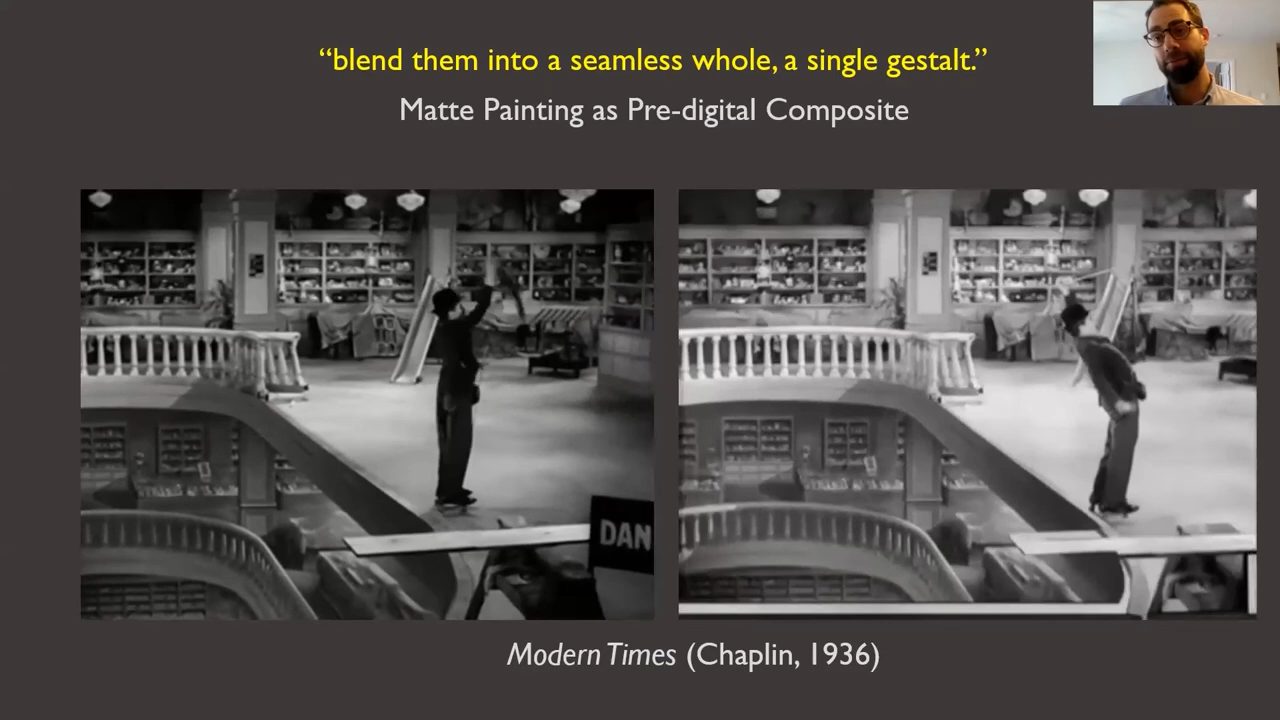 “blend them into a seamless whole, a single gestalt.”
Matte Painting as Pre-digital Composite
DAN
Modern Times (Chaplin, 1936)